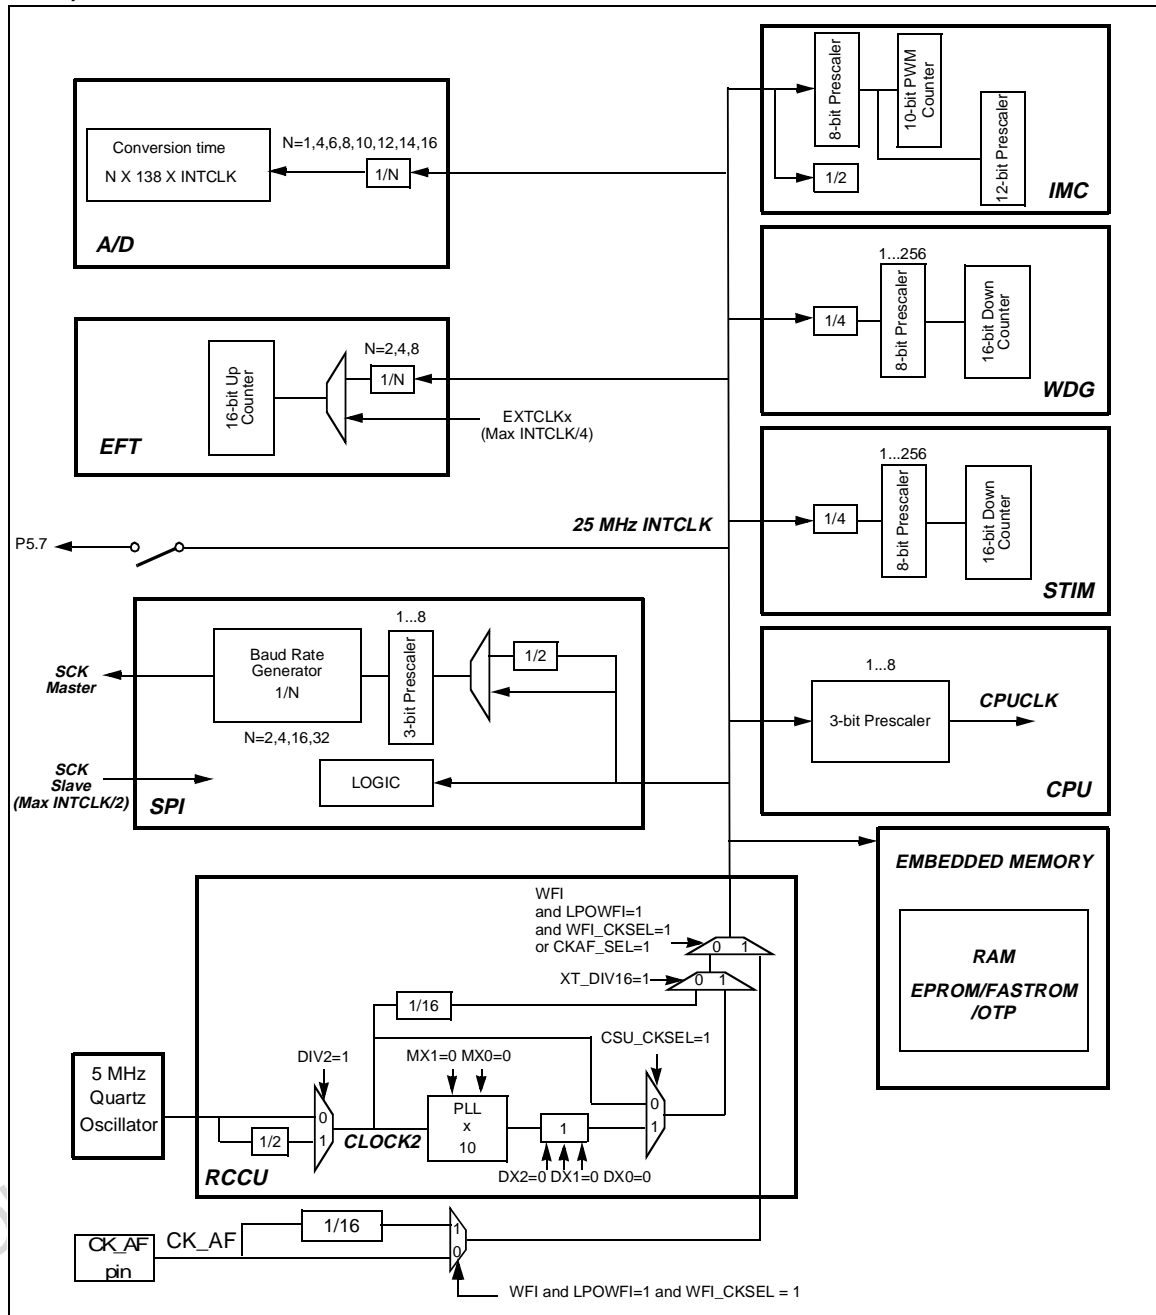 Conversion time
N X 138 X INTCLK
N=1,4,6,8,10,12,14,16
1/N
A/D
8-bit Prescaler
10-bit PWM
Counter
12-bit Prescaler
1/2
IMC
1...256
1/4
8-bit Prescaler
16-bit Down
Counter
WDG
16-bit Up
Counter
N=2,4,8
1/N
EXTCLKx
(Max INTCLK/4)
EFT
1...256
1/4
8-bit Prescaler
16-bit Down
Counter
STIM
25 MHz INTCLK
P5.7
1...8
Baud Rate
Generator
1/N
3-bit Prescaler
1/2
N=2,4,16,32
LOGIC
SCK
Master
SCK
Slave
(Max INTCLK/2)
SPI
1...8
3-bit Prescaler
CPUCLK
CPU
EMBEDDED MEMORY
RAM
EPROM/FASTROM
/OTP
WFI
and LPOWFI=1
and WFI_CKSEL=1
or CKAF_SEL=1
0 1
XT_DIV16=1
0 1
1/16
CSU_CKSEL=1
DIV2=1
MX1=0 MX0=0
5 MHz
Quartz
Oscillator
1/2
0
1
CLOCK2
PLL
x
10
1
0
1
DX2=0 DX1=0 DX0=0
RCCU
CK_AF
pin
CK_AF
1/16
1
0
WFI and LPOWFI=1 and WFI_CKSEL = 1